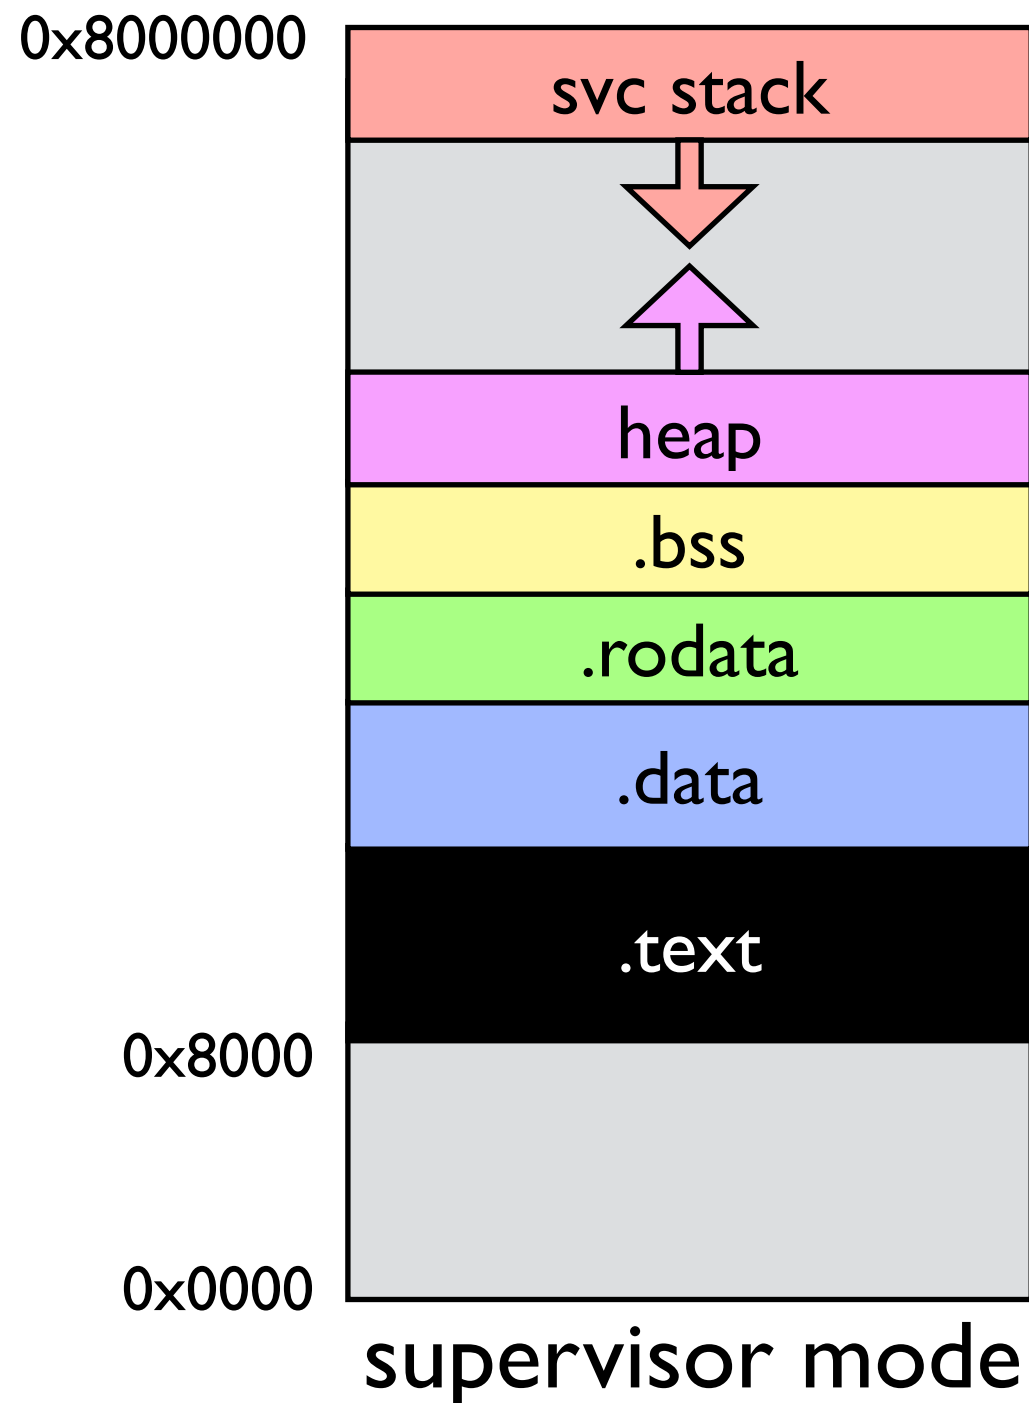 0x8000000
svc stack
heap
.bss
.rodata
.data
.text
0x8000
0x0000
supervisor mode